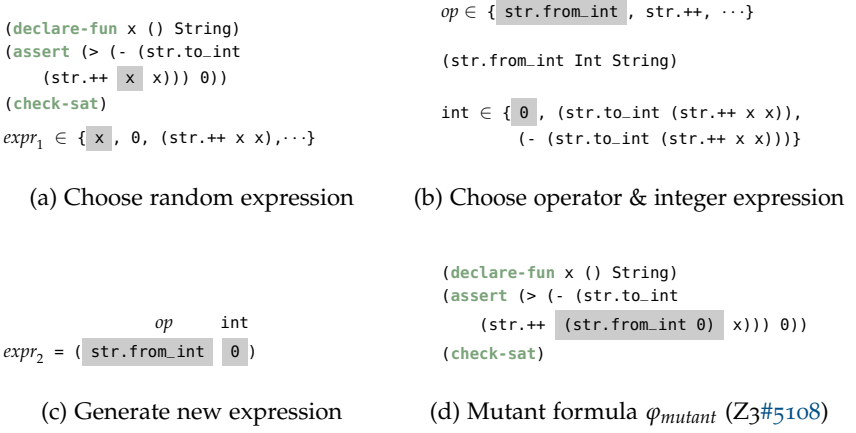 (declare-fun x () String)
(assert (> (- (str.to_int
(str.++ x x))) 0))
(check-sat)
expr₁ ∈ { x , 0, (str.++ x x),···}
(a) Choose random expression
op ∈ { str.from_int , str.++, ···}
(str.from_int Int String)
int ∈ { 0 , (str.to_int (str.++ x x)),
(- (str.to_int (str.++ x x)))}
(b) Choose operator & integer expression
op int
expr₂ = ( str.from_int 0 )
(c) Generate new expression
(declare-fun x () String)
(assert (> (- (str.to_int
(str.++ (str.from_int 0) x))) 0))
(check-sat)
(d) Mutant formula φmutant (Z3#5108)